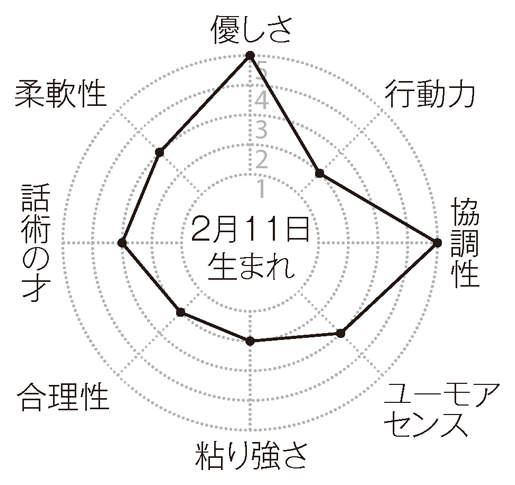 優しさ
行動力
協調性
ユーモア
センス
粘り強さ
合理性
話術の才
柔軟性
5
4
3
2
1
2月11日
生まれ